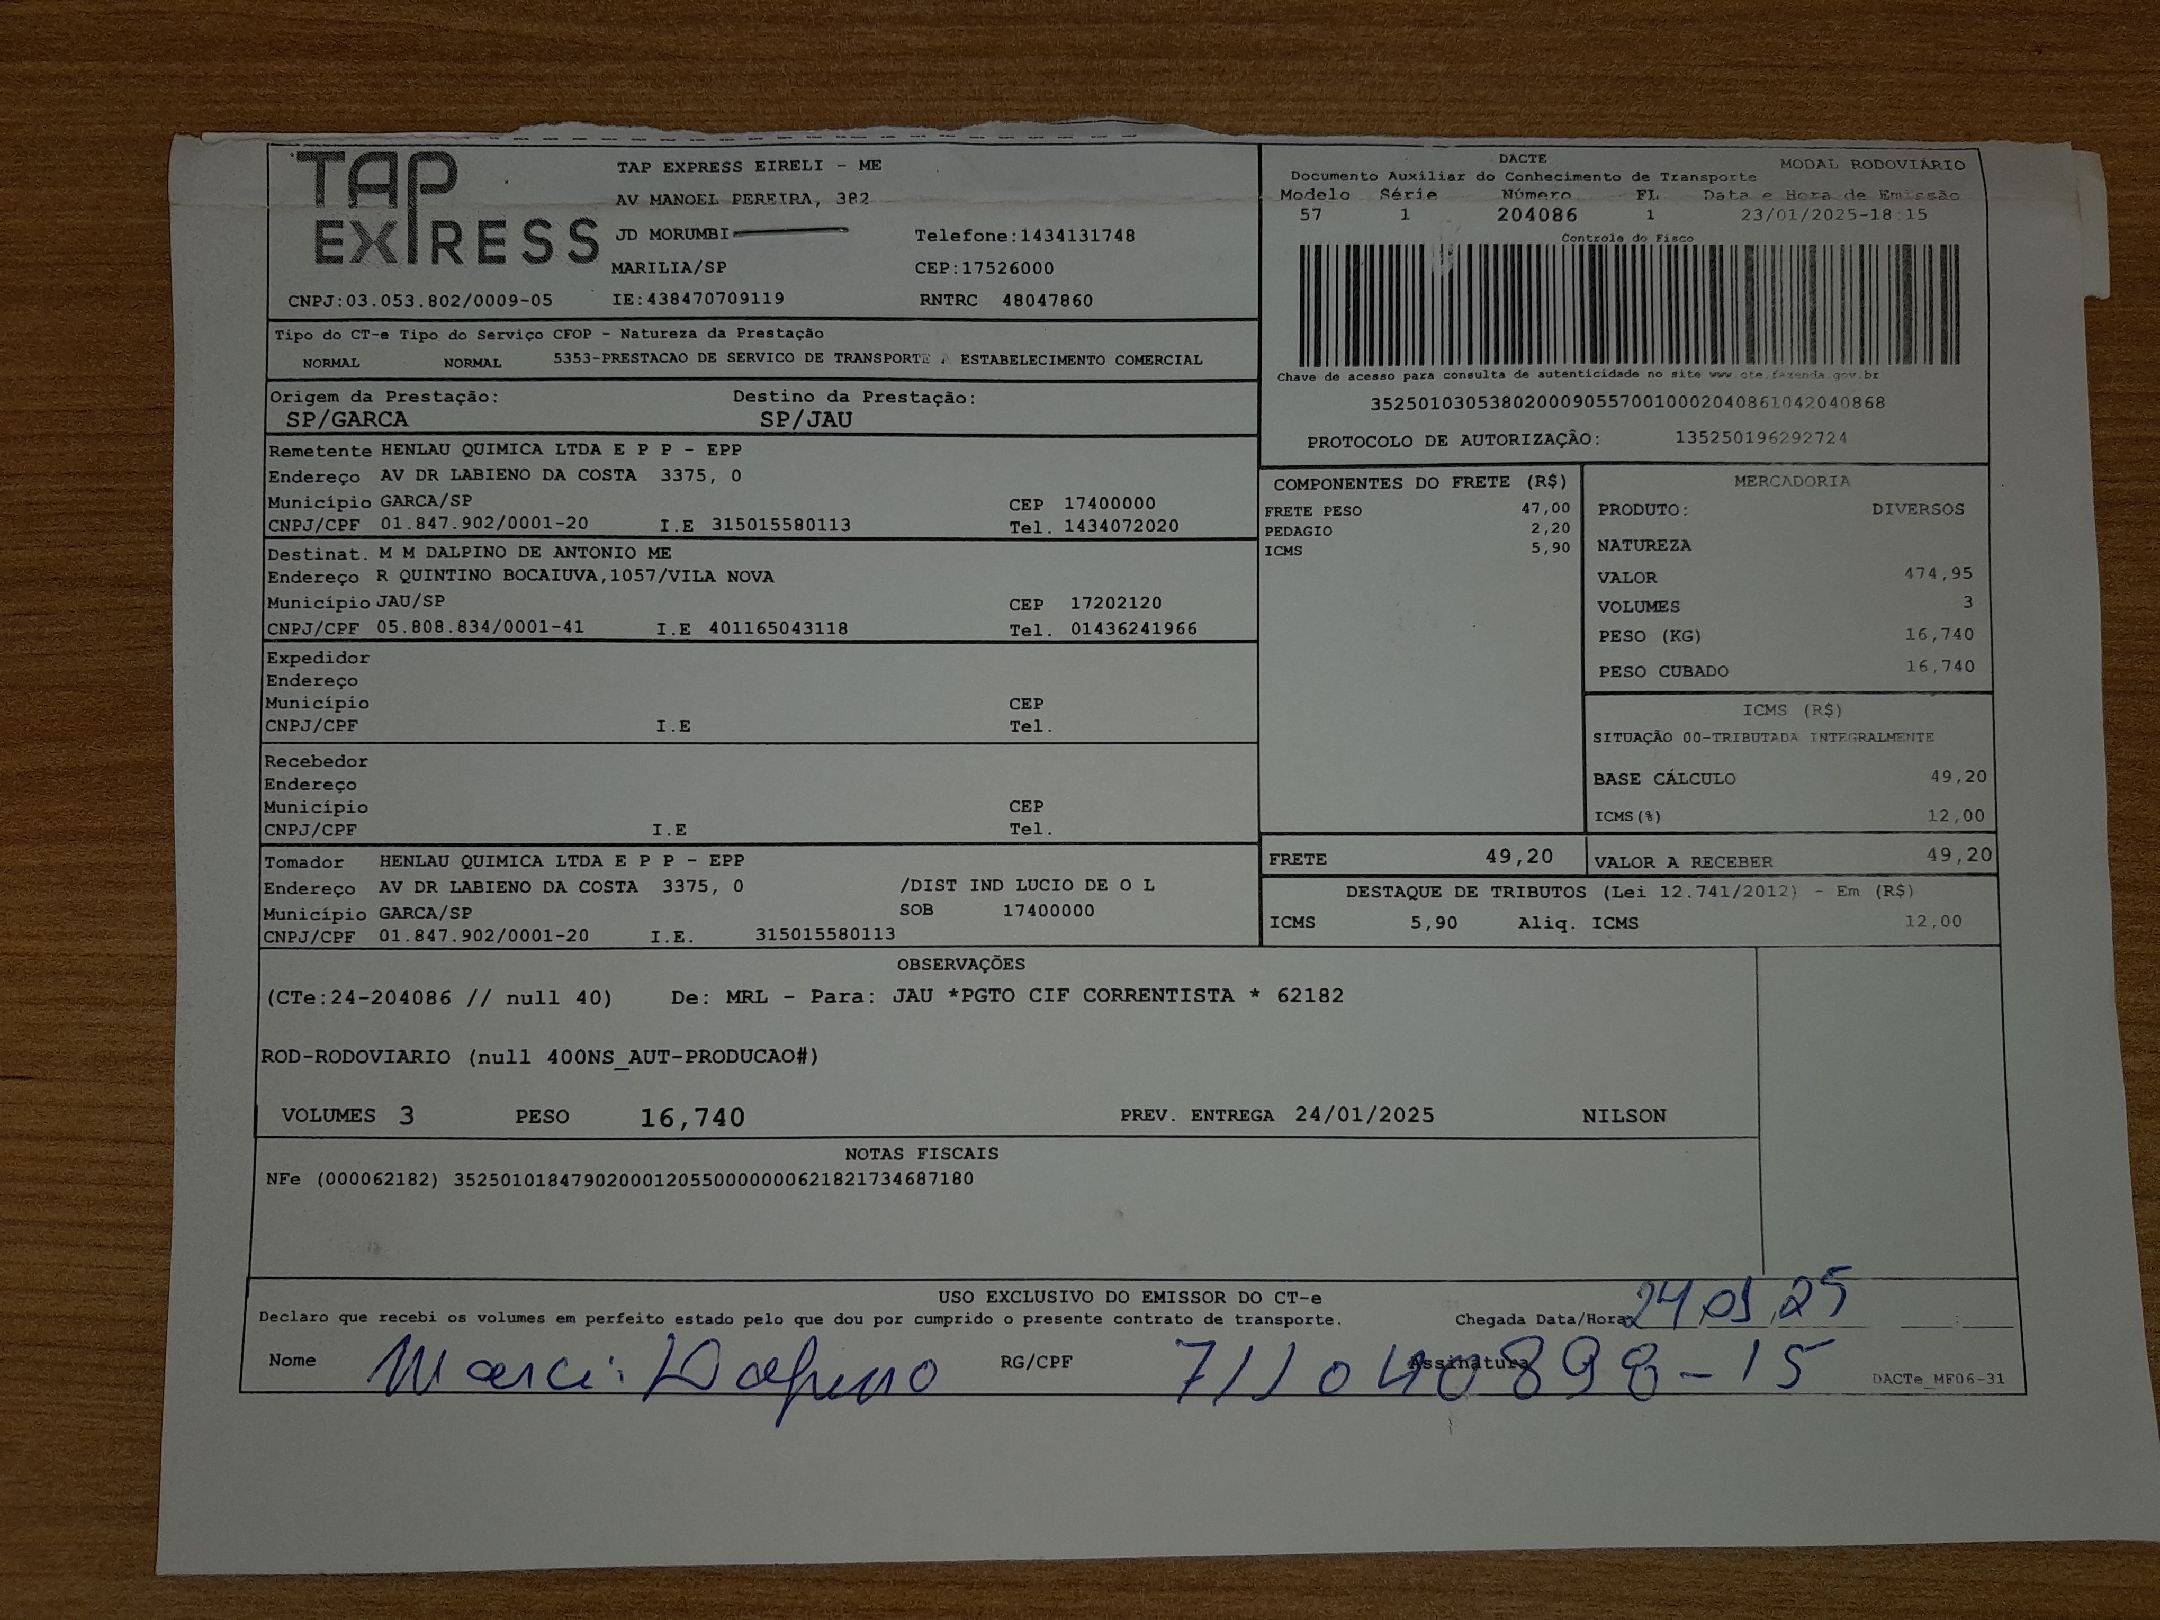 TAP EXPRESS
TAP EXPRESS EIRELI - ME
AV MANOEL PEREIRA, 382
JD MORUMBI Telefone:1434131748
MARILIA/SP CEP:17526000
CNPJ:03.053.802/0009-05 IE:438470709119 RNTRC 48047860
DACTE MODAL RODOVIÁRIO
Documento Auxiliar do Conhecimento de Transporte
Modelo Série Número FL Data e Hora de Emissão
57 1 204086 1 23/01/2025-18:15
Controle do Fisco
Chave de acesso para consulta de autenticidade no site www.cte.fazenda.gov.br
35250103053802000905570010002040861042040868
PROTOCOLO DE AUTORIZAÇÃO: 135250196292724
Tipo do CT-e Tipo do Serviço CFOP - Natureza da Prestação
NORMAL NORMAL 5353-PRESTACAO DE SERVICO DE TRANSPORTE A ESTABELECIMENTO COMERCIAL
Origem da Prestação: Destino da Prestação:
SP/GARCA SP/JAU
Remetente HENLAU QUIMICA LTDA E P P - EPP
Endereço AV DR LABIENO DA COSTA 3375, 0
Município GARCA/SP CEP 17400000
CNPJ/CPF 01.847.902/0001-20 I.E 315015580113 Tel. 1434072020
Destinat. M M DALPINO DE ANTONIO ME
Endereço R QUINTINO BOCAIUVA,1057/VILA NOVA
Município JAU/SP CEP 17202120
CNPJ/CPF 05.808.834/0001-41 I.E 401165043118 Tel. 01436241966
Expedidor
Endereço
Município CEP
CNPJ/CPF I.E Tel.
Recebedor
Endereço
Município CEP
CNPJ/CPF I.E Tel.
Tomador HENLAU QUIMICA LTDA E P P - EPP
Endereço AV DR LABIENO DA COSTA 3375, 0 /DIST IND LUCIO DE O L
Município GARCA/SP SOB 17400000
CNPJ/CPF 01.847.902/0001-20 I.E. 315015580113
COMPONENTES DO FRETE (R$)
FRETE PESO 47,00
PEDAGIO 2,20
ICMS 5,90
MERCADORIA
PRODUTO: DIVERSOS
NATUREZA
VALOR 474,95
VOLUMES 3
PESO (KG) 16,740
PESO CUBADO 16,740
ICMS (R$)
SITUAÇÃO 00-TRIBUTADA INTEGRALMENTE
BASE CÁLCULO 49,20
ICMS(%) 12,00
FRETE 49,20 VALOR A RECEBER 49,20
DESTAQUE DE TRIBUTOS (Lei 12.741/2012) - Em (R$)
ICMS 5,90 Aliq. ICMS 12,00
OBSERVAÇÕES
(CTe:24-204086 // null 40) De: MRL - Para: JAU *PGTO CIF CORRENTISTA * 62182
ROD-RODOVIARIO (null 400NS_AUT-PRODUCAO#)
VOLUMES 3 PESO 16,740 PREV. ENTREGA 24/01/2025 NILSON
NOTAS FISCAIS
NFe (000062182) 35250101847902000120550000000621821734687180
USO EXCLUSIVO DO EMISSOR DO CT-e
Declaro que recebi os volumes em perfeito estado pelo que dou por cumprido o presente contrato de transporte. Chegada Data/Hora 24.01.25
Nome Marci Dalpino RG/CPF 711040898-15 Assinatura DACTe_MF06-31